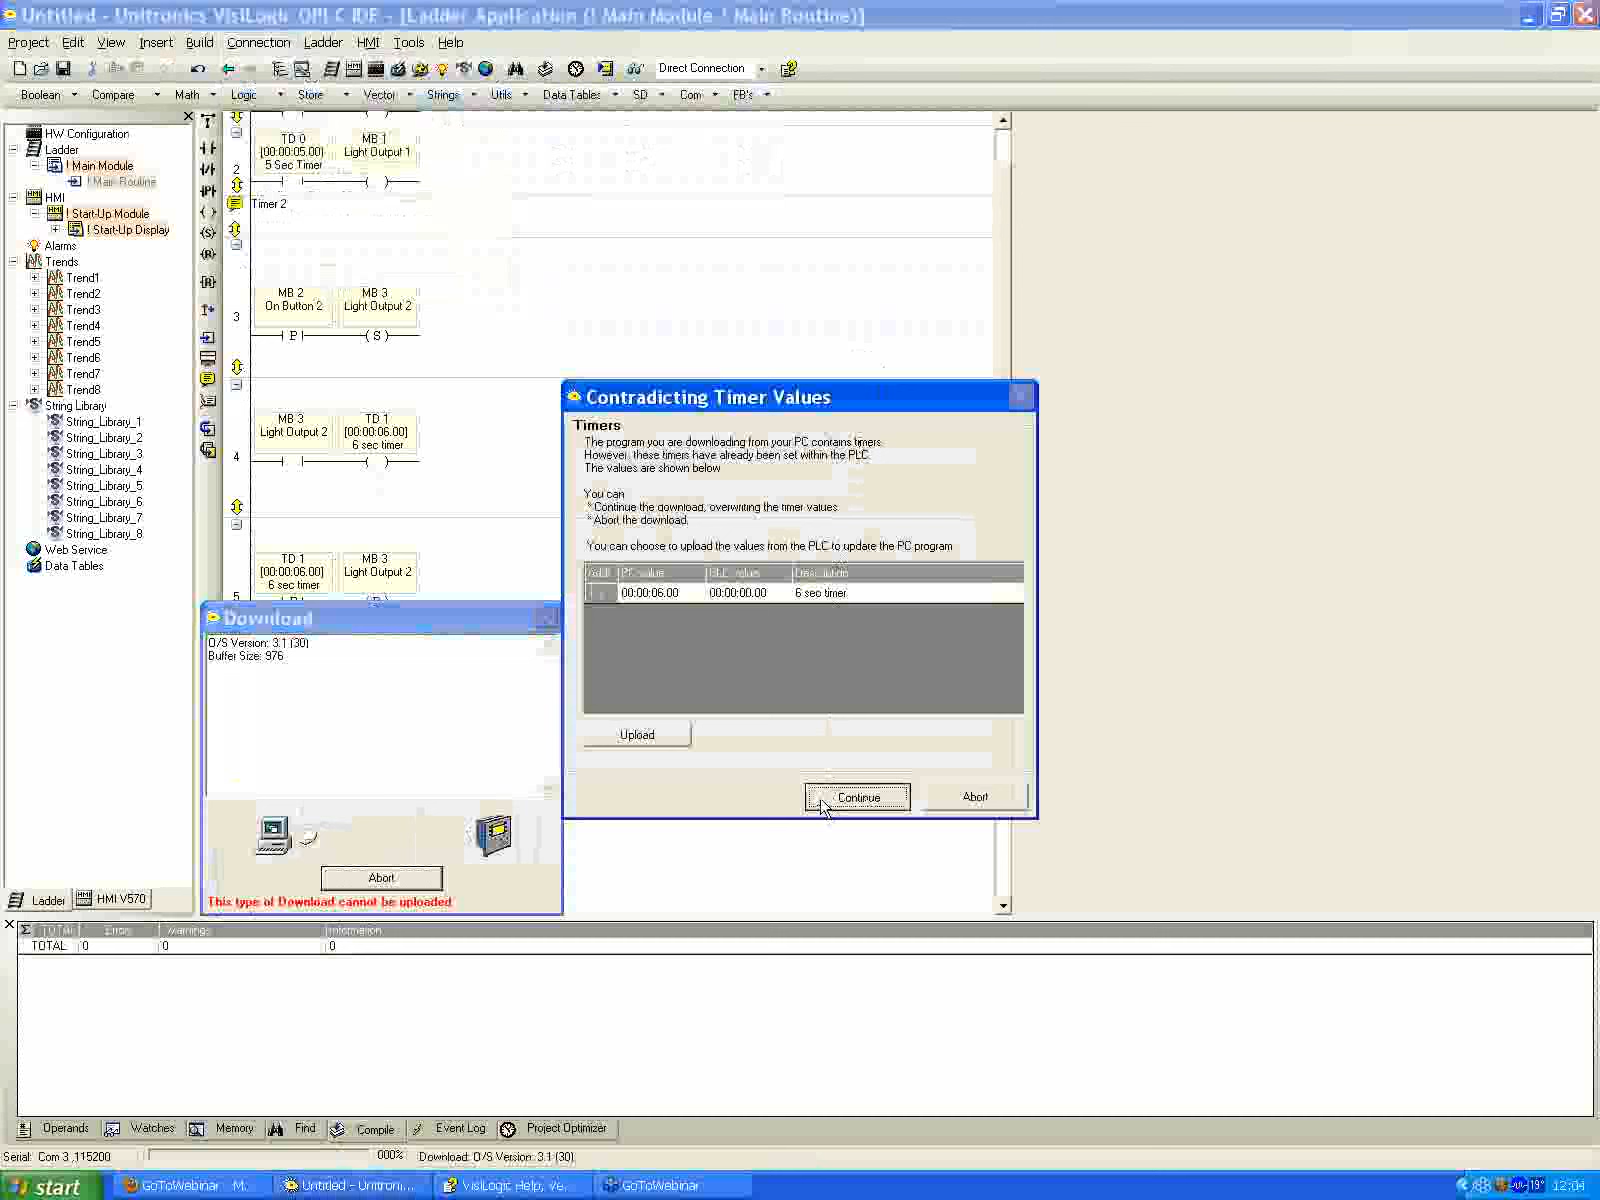 Untitled - Unitronics VisiLogic OPLC IDE - [Ladder Application (! Main Module ! Main Routine)]
Project Edit View Insert Build Connection Ladder HMI Tools Help
Direct Connection
Boolean Compare Math Logic Store Vector Strings Utils Data Tables SD Com FB's
HW Configuration
Ladder
! Main Module
! Main Routine
HMI
! Start-Up Module
! Start-Up Display
Alarms
Trends
Trend1
Trend2
Trend3
Trend4
Trend5
Trend6
Trend7
Trend8
String Library
String_Library_1
String_Library_2
String_Library_3
String_Library_4
String_Library_5
String_Library_6
String_Library_7
String_Library_8
Web Service
Data Tables
Ladder HMI V570
TD 0 MB 1
[00:00:05.00] Light Output 1
5 Sec Timer
2
Timer 2
MB 2 MB 3
On Button 2 Light Output 2
3
P S
MB 3 TD 1
Light Output 2 [00:00:06.00]
6 sec timer
4
TD 1 MB 3
[00:00:06.00] Light Output 2
6 sec timer
5
Download
O/S Version: 3.1 (30)
Buffer Size: 976
Abort
This type of Download cannot be uploaded
Contradicting Timer Values
Timers
The program you are downloading from your PC contains timers.
However, these timers have already been set within the PLC.
The values are shown below
You can
* Continue the download, overwriting the timer values.
* Abort the download.
You can choose to upload the values from the PLC to update the PC program
Addr PC value PLC values Description
00:00:06.00 00:00:00.00 6 sec timer
Upload
Continue Abort
Σ TOTAL Errors Warnings Information
TOTAL 0 0 0
Operands Watches Memory Find Compile Event Log Project Optimizer
Serial: Com 3 ,115200 000% Download: O/S Version: 3.1 (30)
start GoToWebinar - M... Untitled - Unitron... VisiLogic Help, Ve... GoToWebinar 19° 12:04